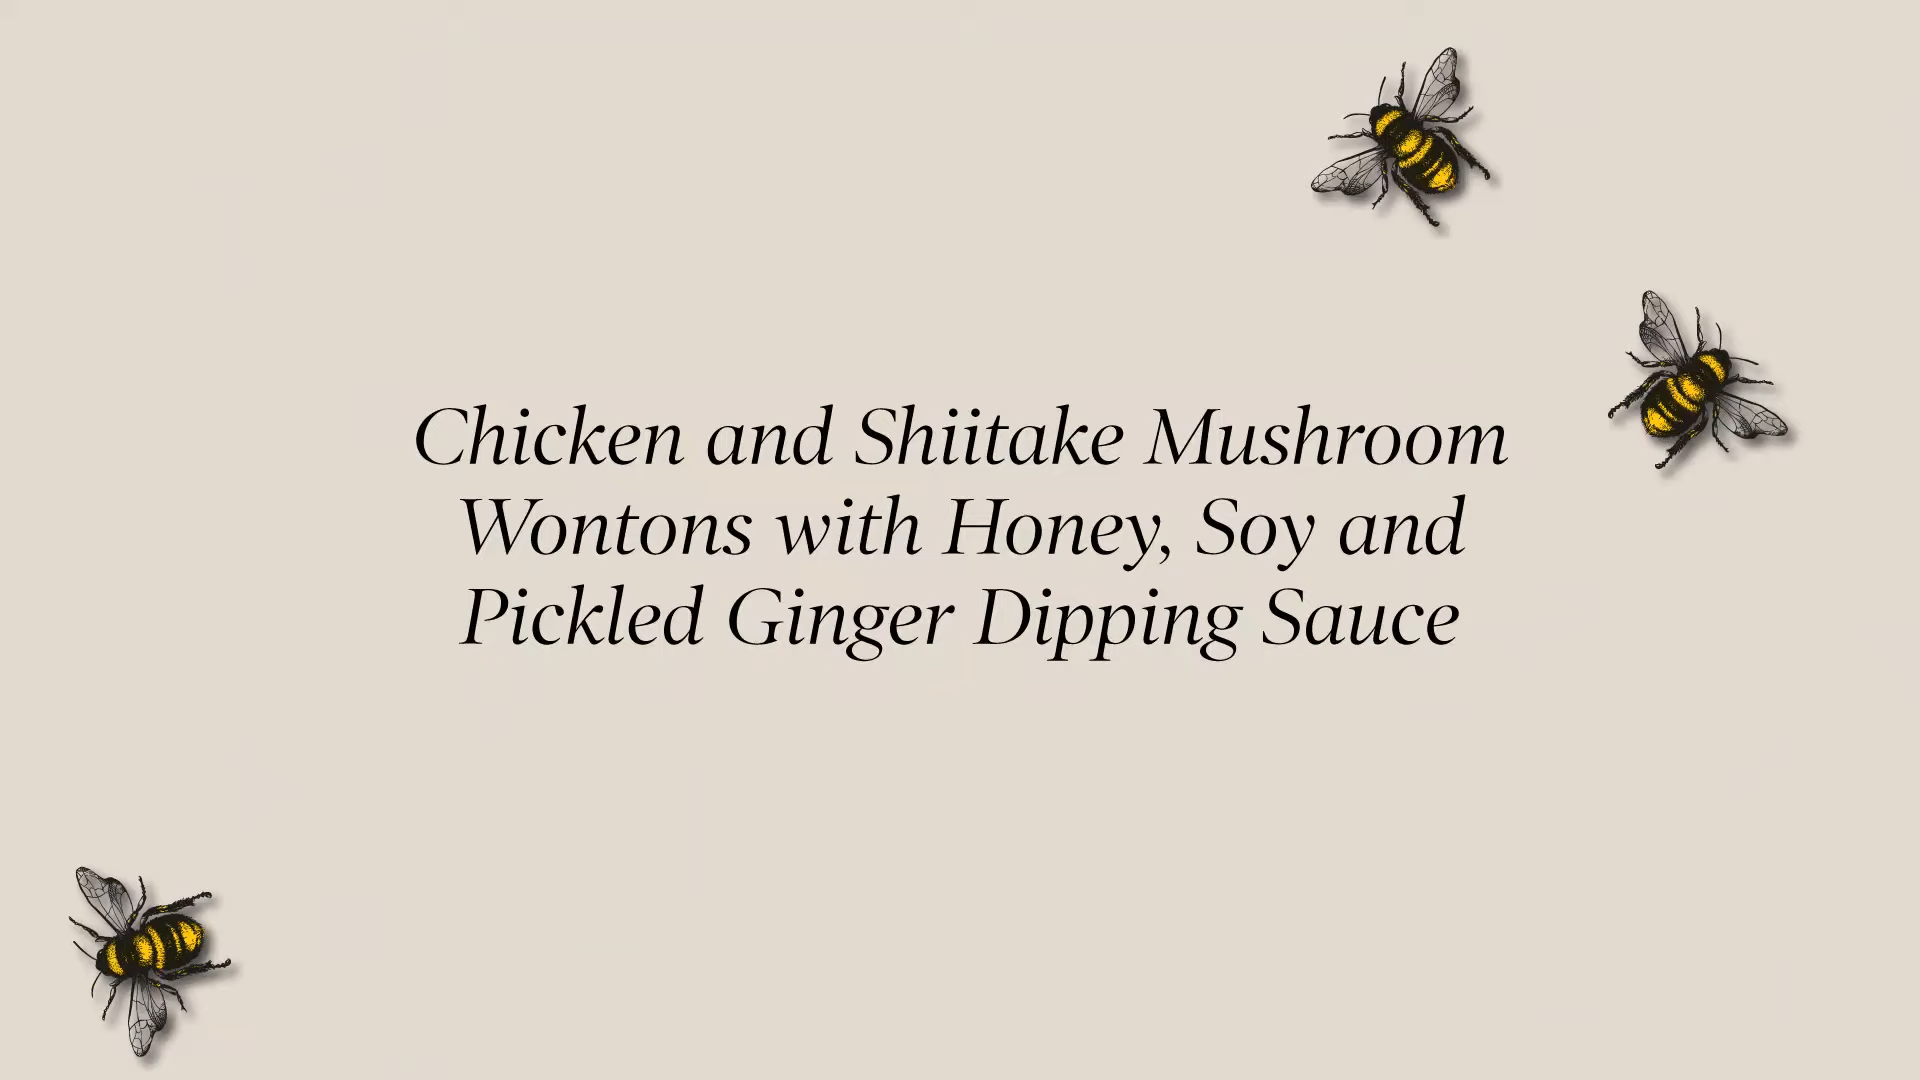 Chicken and Shiitake Mushroom
Wontons with Honey, Soy and
Pickled Ginger Dipping Sauce